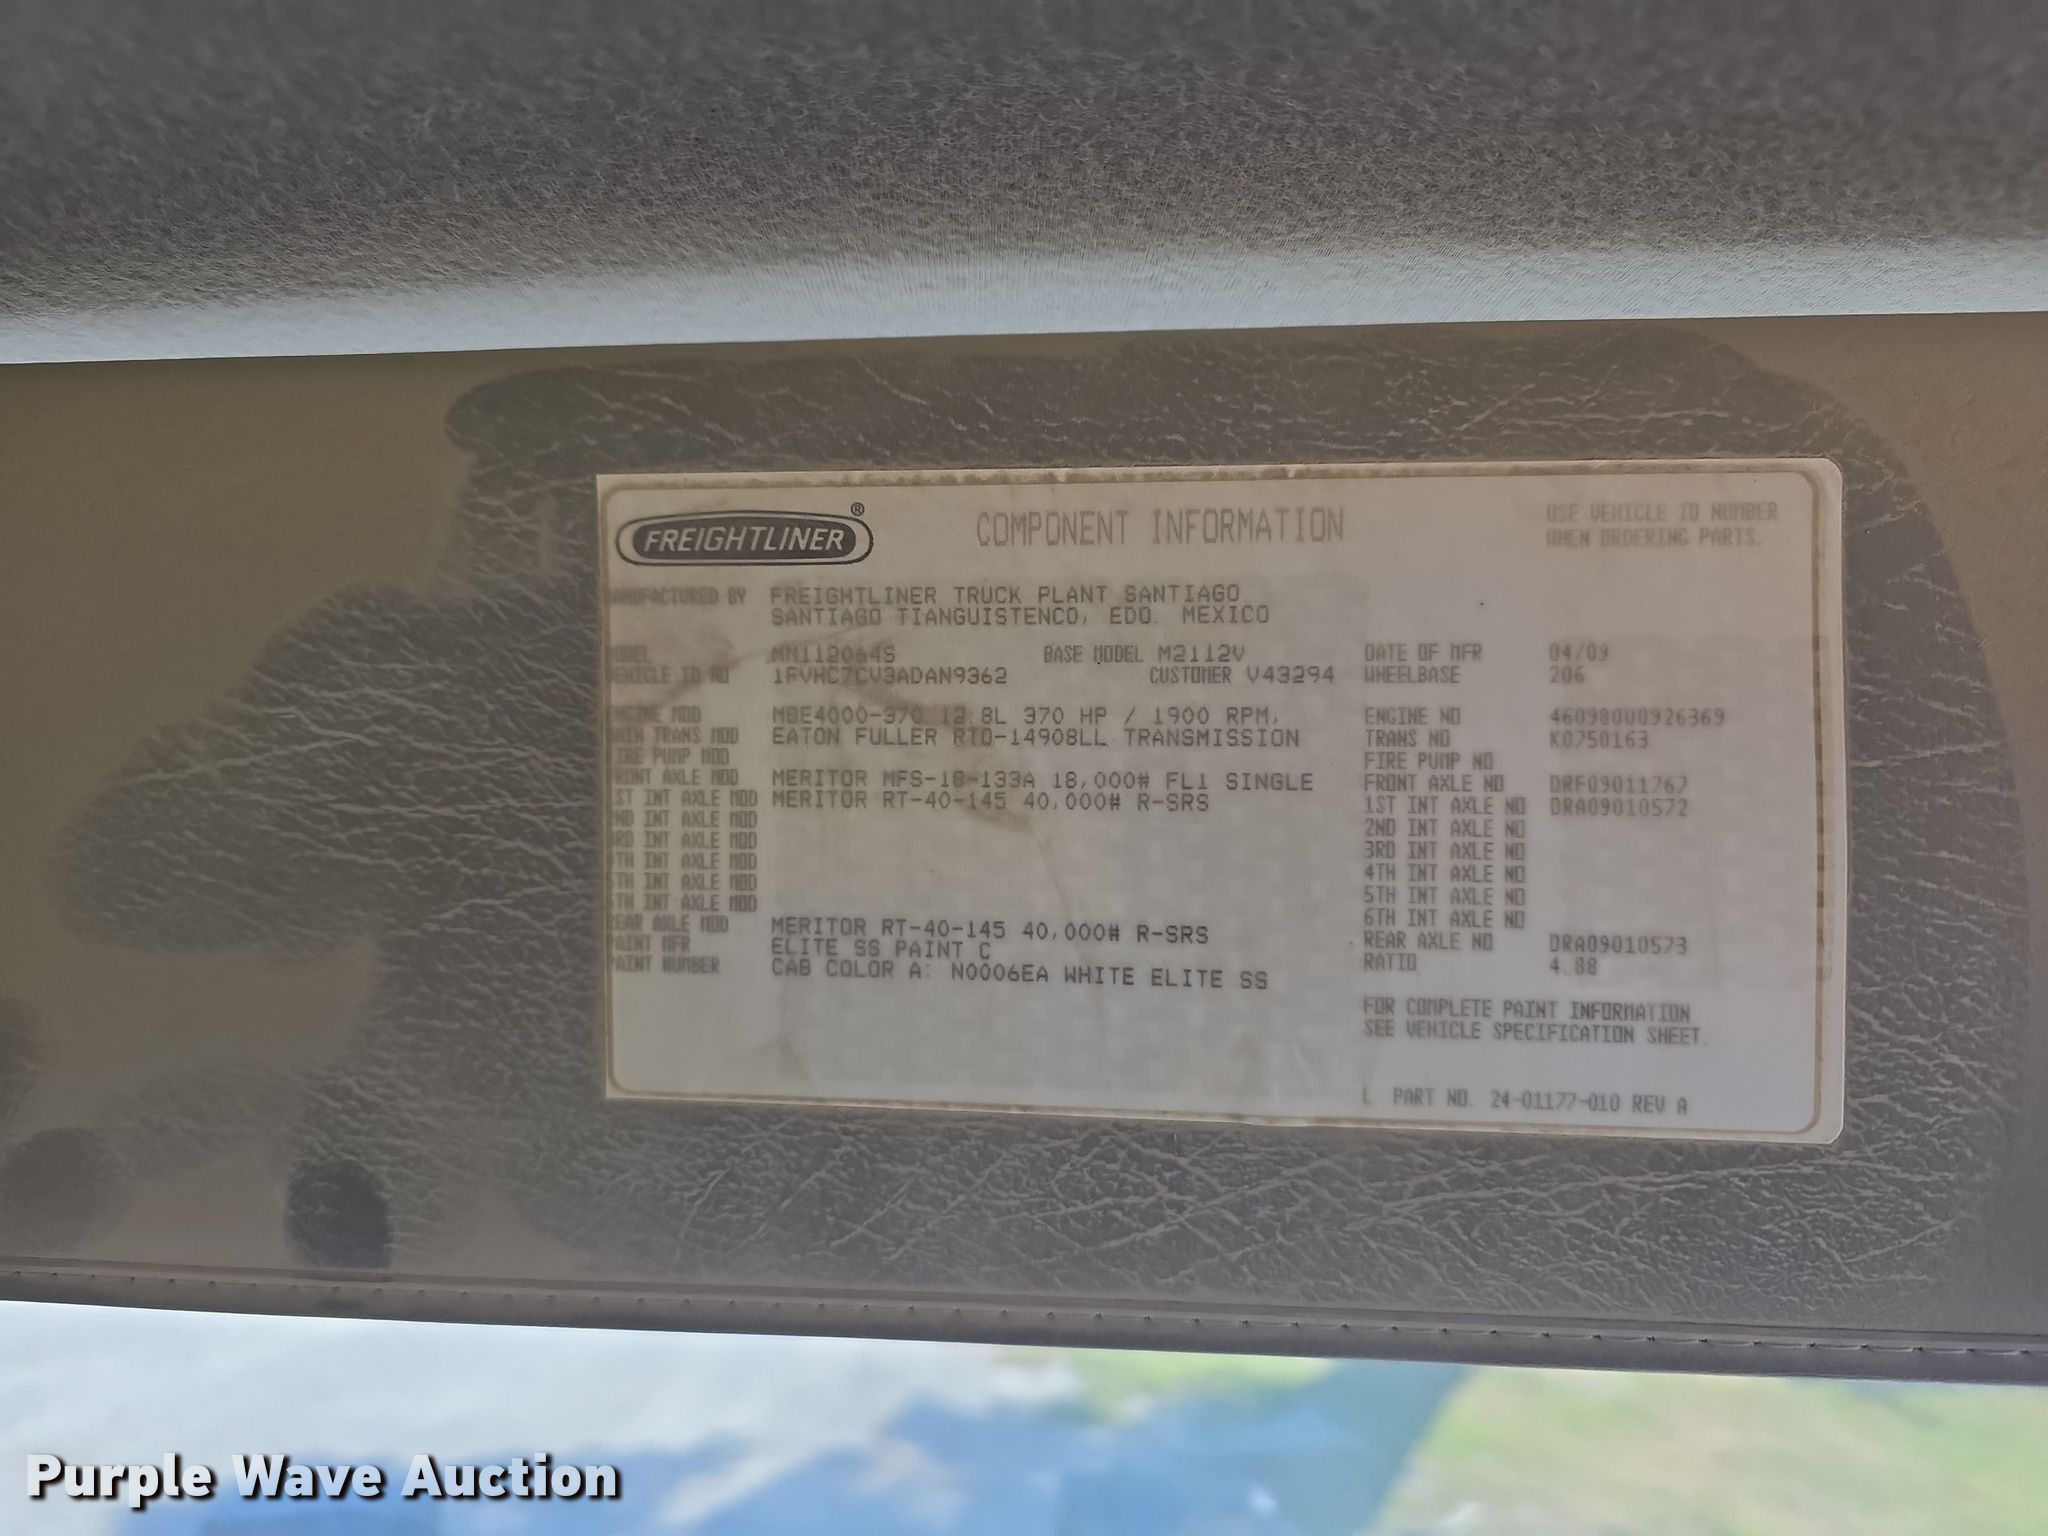 FREIGHTLINER ®
COMPONENT INFORMATION
USE VEHICLE ID NUMBER
WHEN ORDERING PARTS.
MANUFACTURED BY FREIGHTLINER TRUCK PLANT SANTIAGO
SANTIAGO TIANGUISTENCO, EDO. MEXICO
MODEL MM112064S BASE MODEL M2112V DATE OF MFR 04/09
VEHICLE ID NO 1FVHC7CV3ADAN9362 CUSTOMER V43294 WHEELBASE 206
ENGINE MOD MBE4000-370 12.8L 370 HP / 1900 RPM, ENGINE NO 460980U0926369
MAIN TRANS MOD EATON FULLER RTO-14908LL TRANSMISSION TRANS NO K0750163
FIRE PUMP MOD FIRE PUMP NO
FRONT AXLE MOD MERITOR MFS-18-133A 18,000# FL1 SINGLE FRONT AXLE NO DRF09011767
1ST INT AXLE MOD MERITOR RT-40-145 40,000# R-SRS 1ST INT AXLE NO DRA09010572
2ND INT AXLE MOD 2ND INT AXLE NO
3RD INT AXLE MOD 3RD INT AXLE NO
4TH INT AXLE MOD 4TH INT AXLE NO
5TH INT AXLE MOD 5TH INT AXLE NO
6TH INT AXLE MOD 6TH INT AXLE NO
REAR AXLE MOD MERITOR RT-40-145 40,000# R-SRS REAR AXLE NO DRA09010573
PAINT MFR ELITE SS PAINT C RATIO 4.88
PAINT NUMBER CAB COLOR A: N0006EA WHITE ELITE SS
FOR COMPLETE PAINT INFORMATION
SEE VEHICLE SPECIFICATION SHEET.
L PART NO. 24-01177-010 REV A
Purple Wave Auction